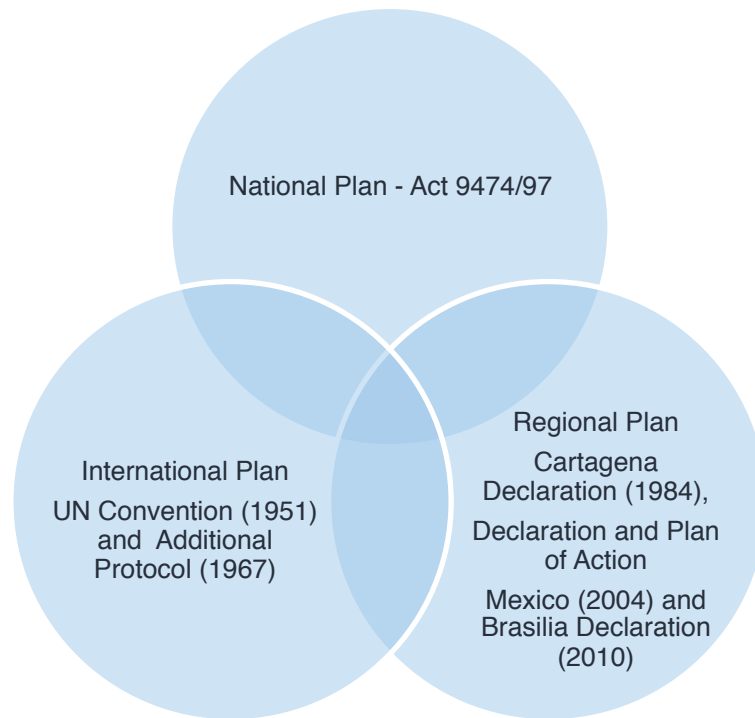 National Plan - Act 9474/97
International Plan
UN Convention (1951)
and Additional
Protocol (1967)
Regional Plan
Cartagena
Declaration (1984),
Declaration and Plan
of Action
Mexico (2004) and
Brasilia Declaration
(2010)